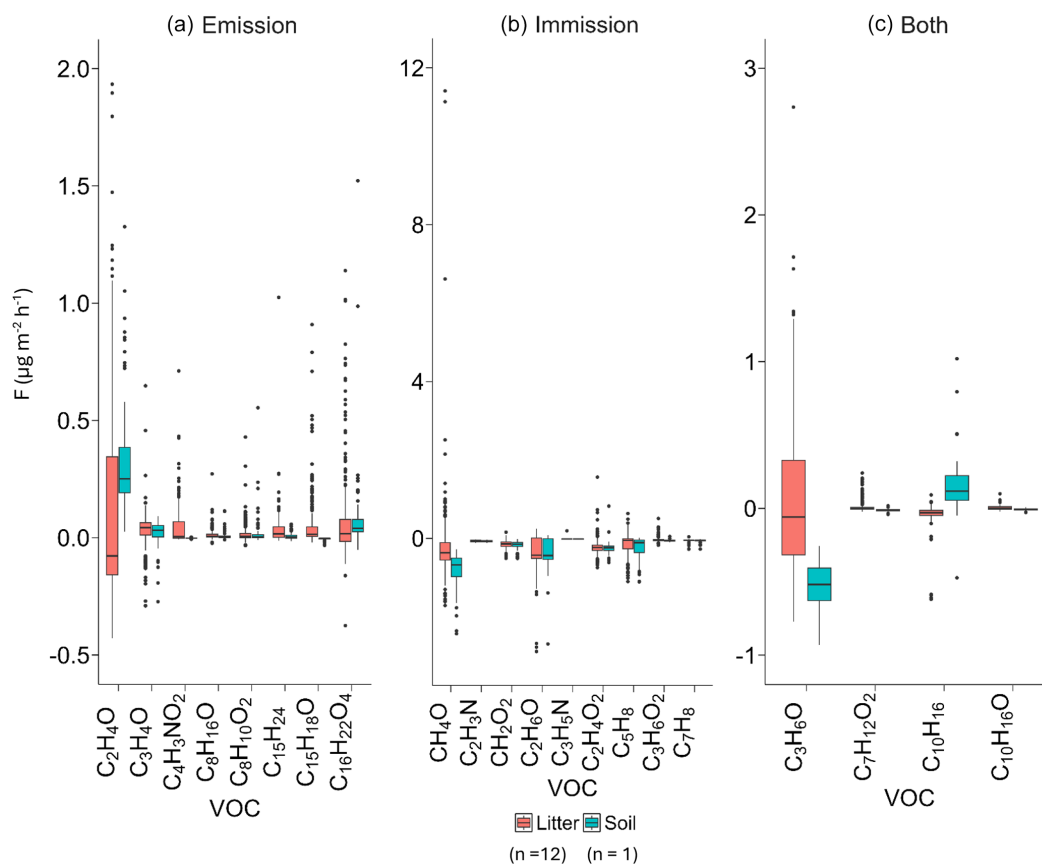 (a) Emission
(b) Immission
(c) Both
F (µg m⁻² h⁻¹)
2.0
1.5
1.0
0.5
0.0
-0.5
C₂H₄O
C₃H₄O
C₄H₃NO₂
C₈H₁₆O
C₈H₁₀O₂
C₁₅H₂₄
C₁₅H₁₈O
C₁₆H₂₂O₄
VOC
12
8
4
0
CH₄O
C₂H₃N
CH₂O₂
C₂H₆O
C₃H₅N
C₂H₄O₂
C₅H₈
C₃H₆O₂
C₇H₈
VOC
3
2
1
0
-1
C₃H₆O
C₇H₁₂O₂
C₁₀H₁₆
C₁₀H₁₆O
VOC
Litter Soil
(n =12) (n = 1)